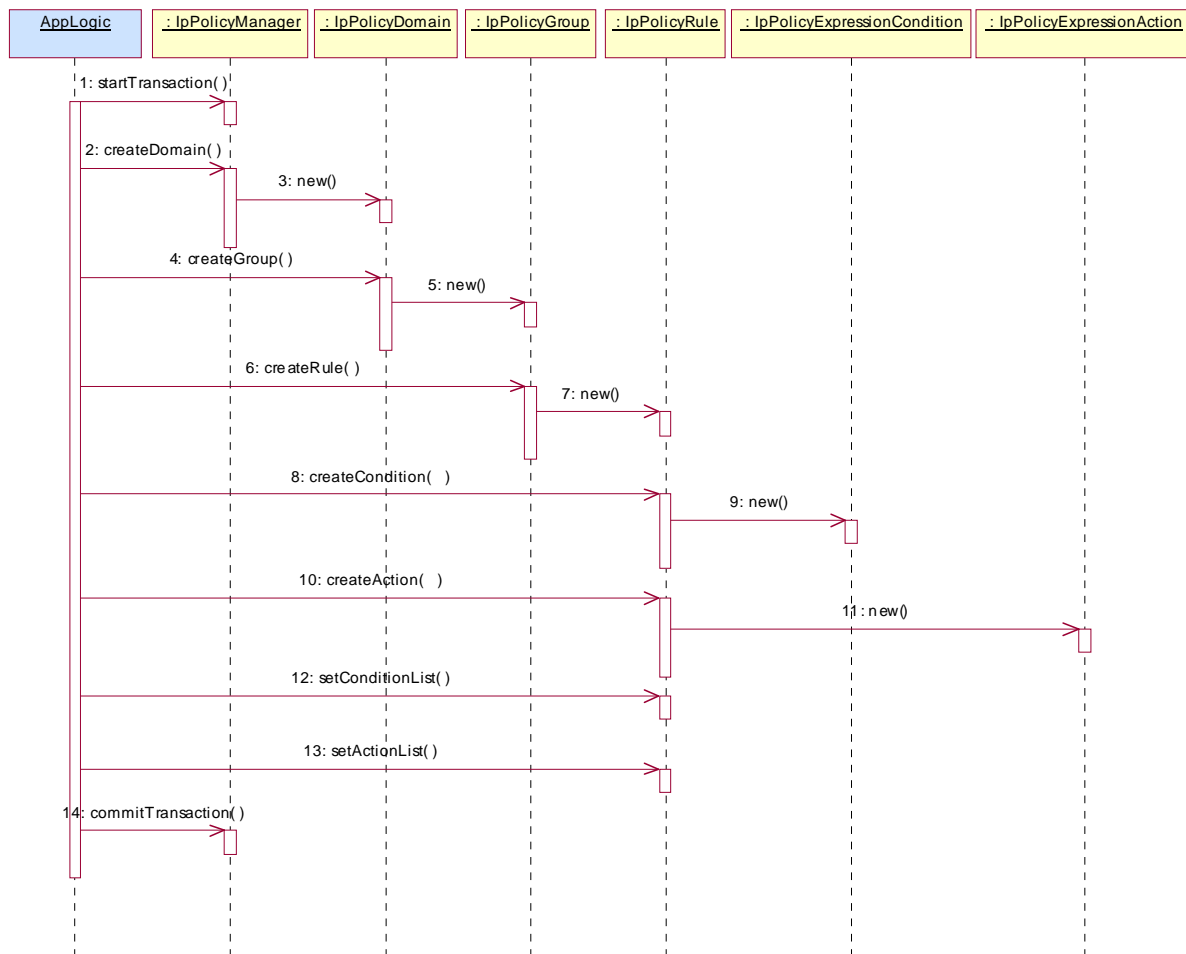 AppLogic
: IpPolicyManager
: IpPolicyDomain
: IpPolicyGroup
: IpPolicyRule
: IpPolicyExpressionCondition
: IpPolicyExpressionAction
1: startTransaction( )
2: createDomain( )
3: new()
4: createGroup( )
5: new()
6: createRule( )
7: new()
8: createCondition(   )
9: new()
10: createAction(   )
11: new()
12: setConditionList( )
13: setActionList( )
14: commitTransaction( )